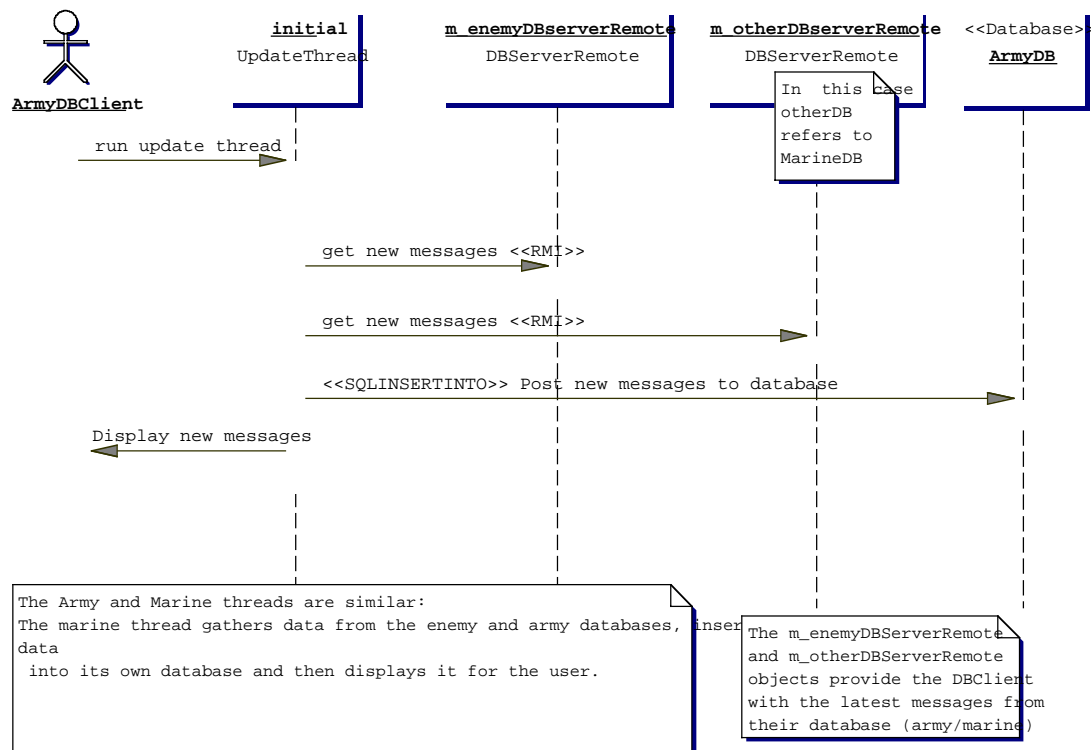 initial
UpdateThread
m_enemyDBserverRemote
DBServerRemote
m_otherDBserverRemote
DBServerRemote
<<Database>>
ArmyDB
ArmyDBClient
In  this case
otherDB
refers to
MarineDB
run update thread
get new messages <<RMI>>
get new messages <<RMI>>
<<SQLINSERTINTO>> Post new messages to database
Display new messages
The Army and Marine threads are similar:
The marine thread gathers data from the enemy and army databases, inser
data
 into its own database and then displays it for the user.
The m_enemyDBServerRemote
and m_otherDBServerRemote
objects provide the DBClient
with the latest messages from
their database (army/marine)